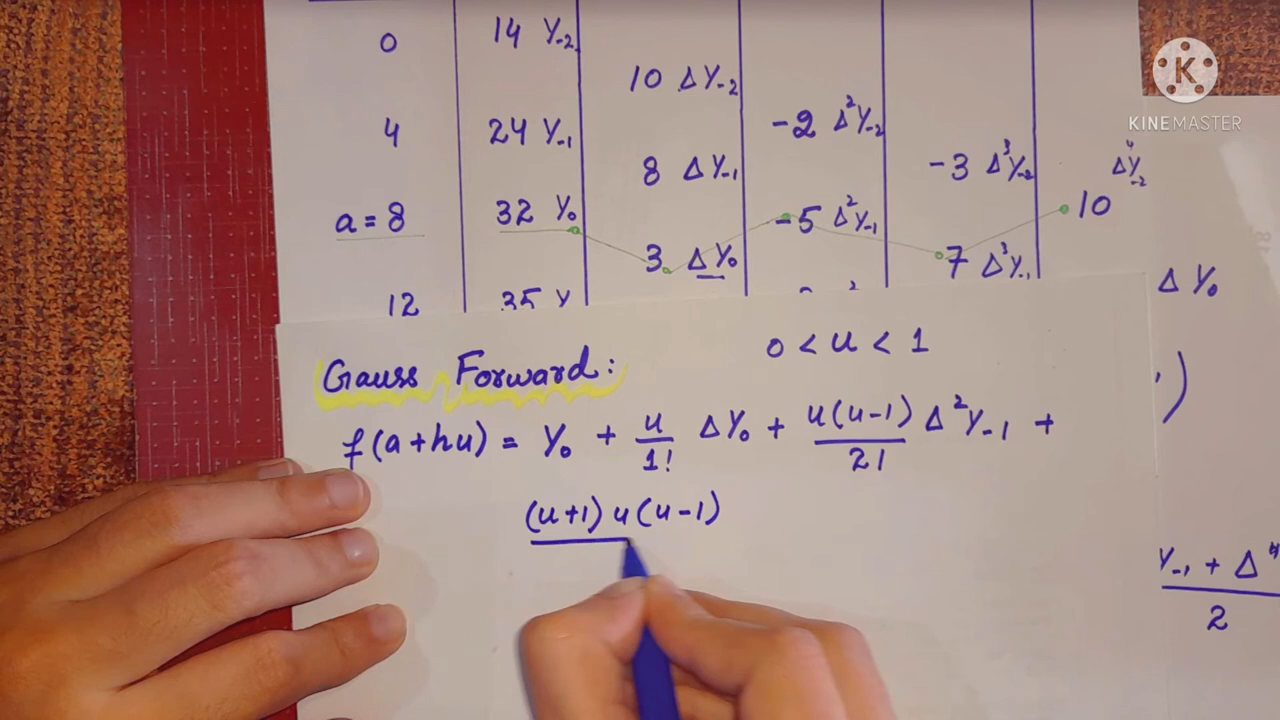 0 14 Y₋₂
10 ΔY₋₂
4 24 Y₋₁ -2 Δ²Y₋₂
8 ΔY₋₁ -3 Δ³Y₋₂
a = 8 32 Y₀ -5 Δ²Y₋₁ 10 Δ⁴Y₋₂
3 ΔY₀ 7 Δ³Y₋₁
12 35 Y
K
KINEMASTER
ΔY₀
Gauss Forward: 0 < u < 1
f(a+hu) = Y₀ + u/1! ΔY₀ + u(u-1)/2! Δ²Y₋₁ +
(u+1) u (u-1)
Y₋₁ + Δ⁴
2